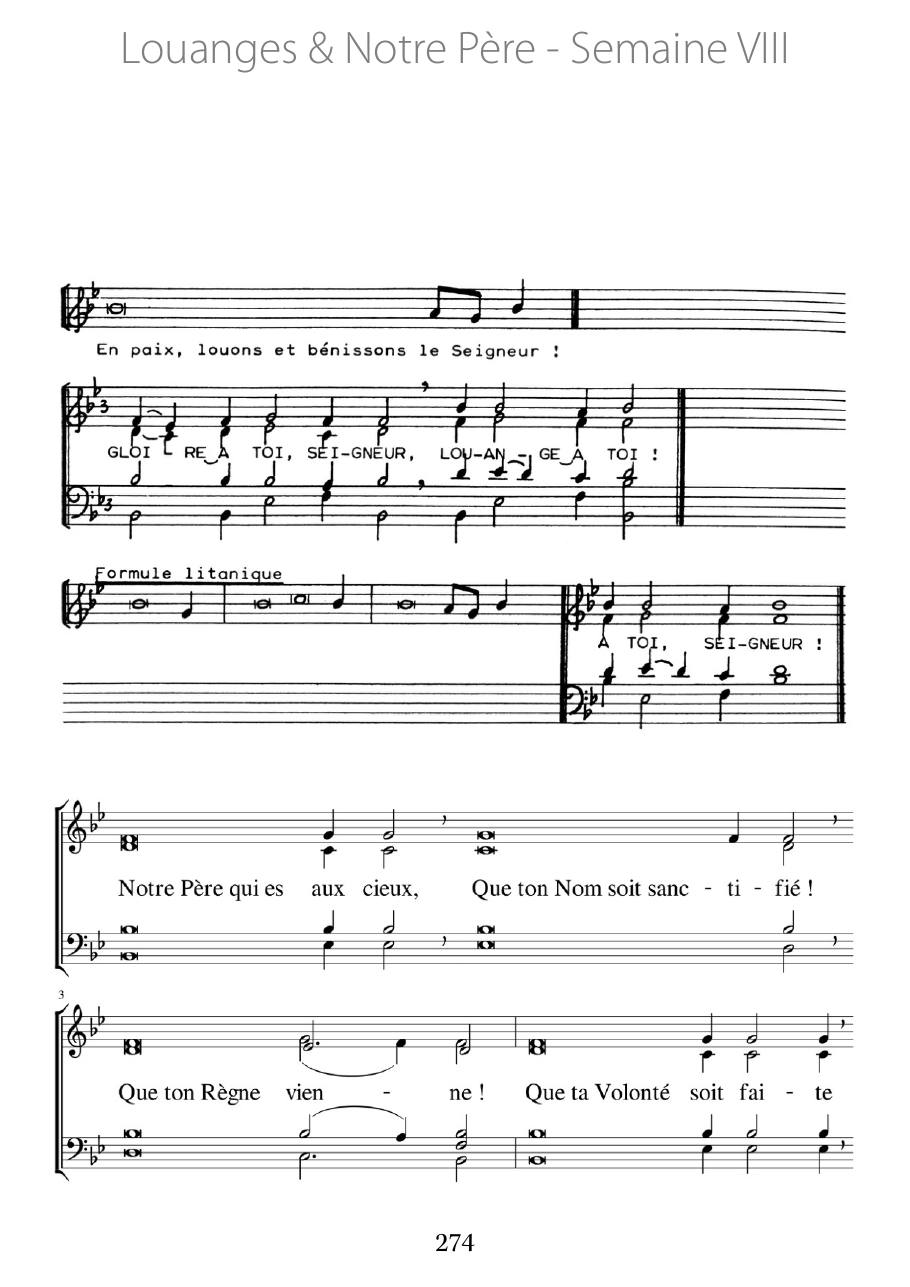 Louanges & Notre Père - Semaine VIII
En paix, louons et bénissons le Seigneur !
3
GLOI - RE A TOI, SEI-GNEUR, LOU-AN - GE A TOI !
3
Formule litanique
A TOI, SEI-GNEUR !
Notre Père qui es aux cieux, Que ton Nom soit sanc - ti - fié !
3
Que ton Règne vien - ne ! Que ta Volonté soit fai - te
274